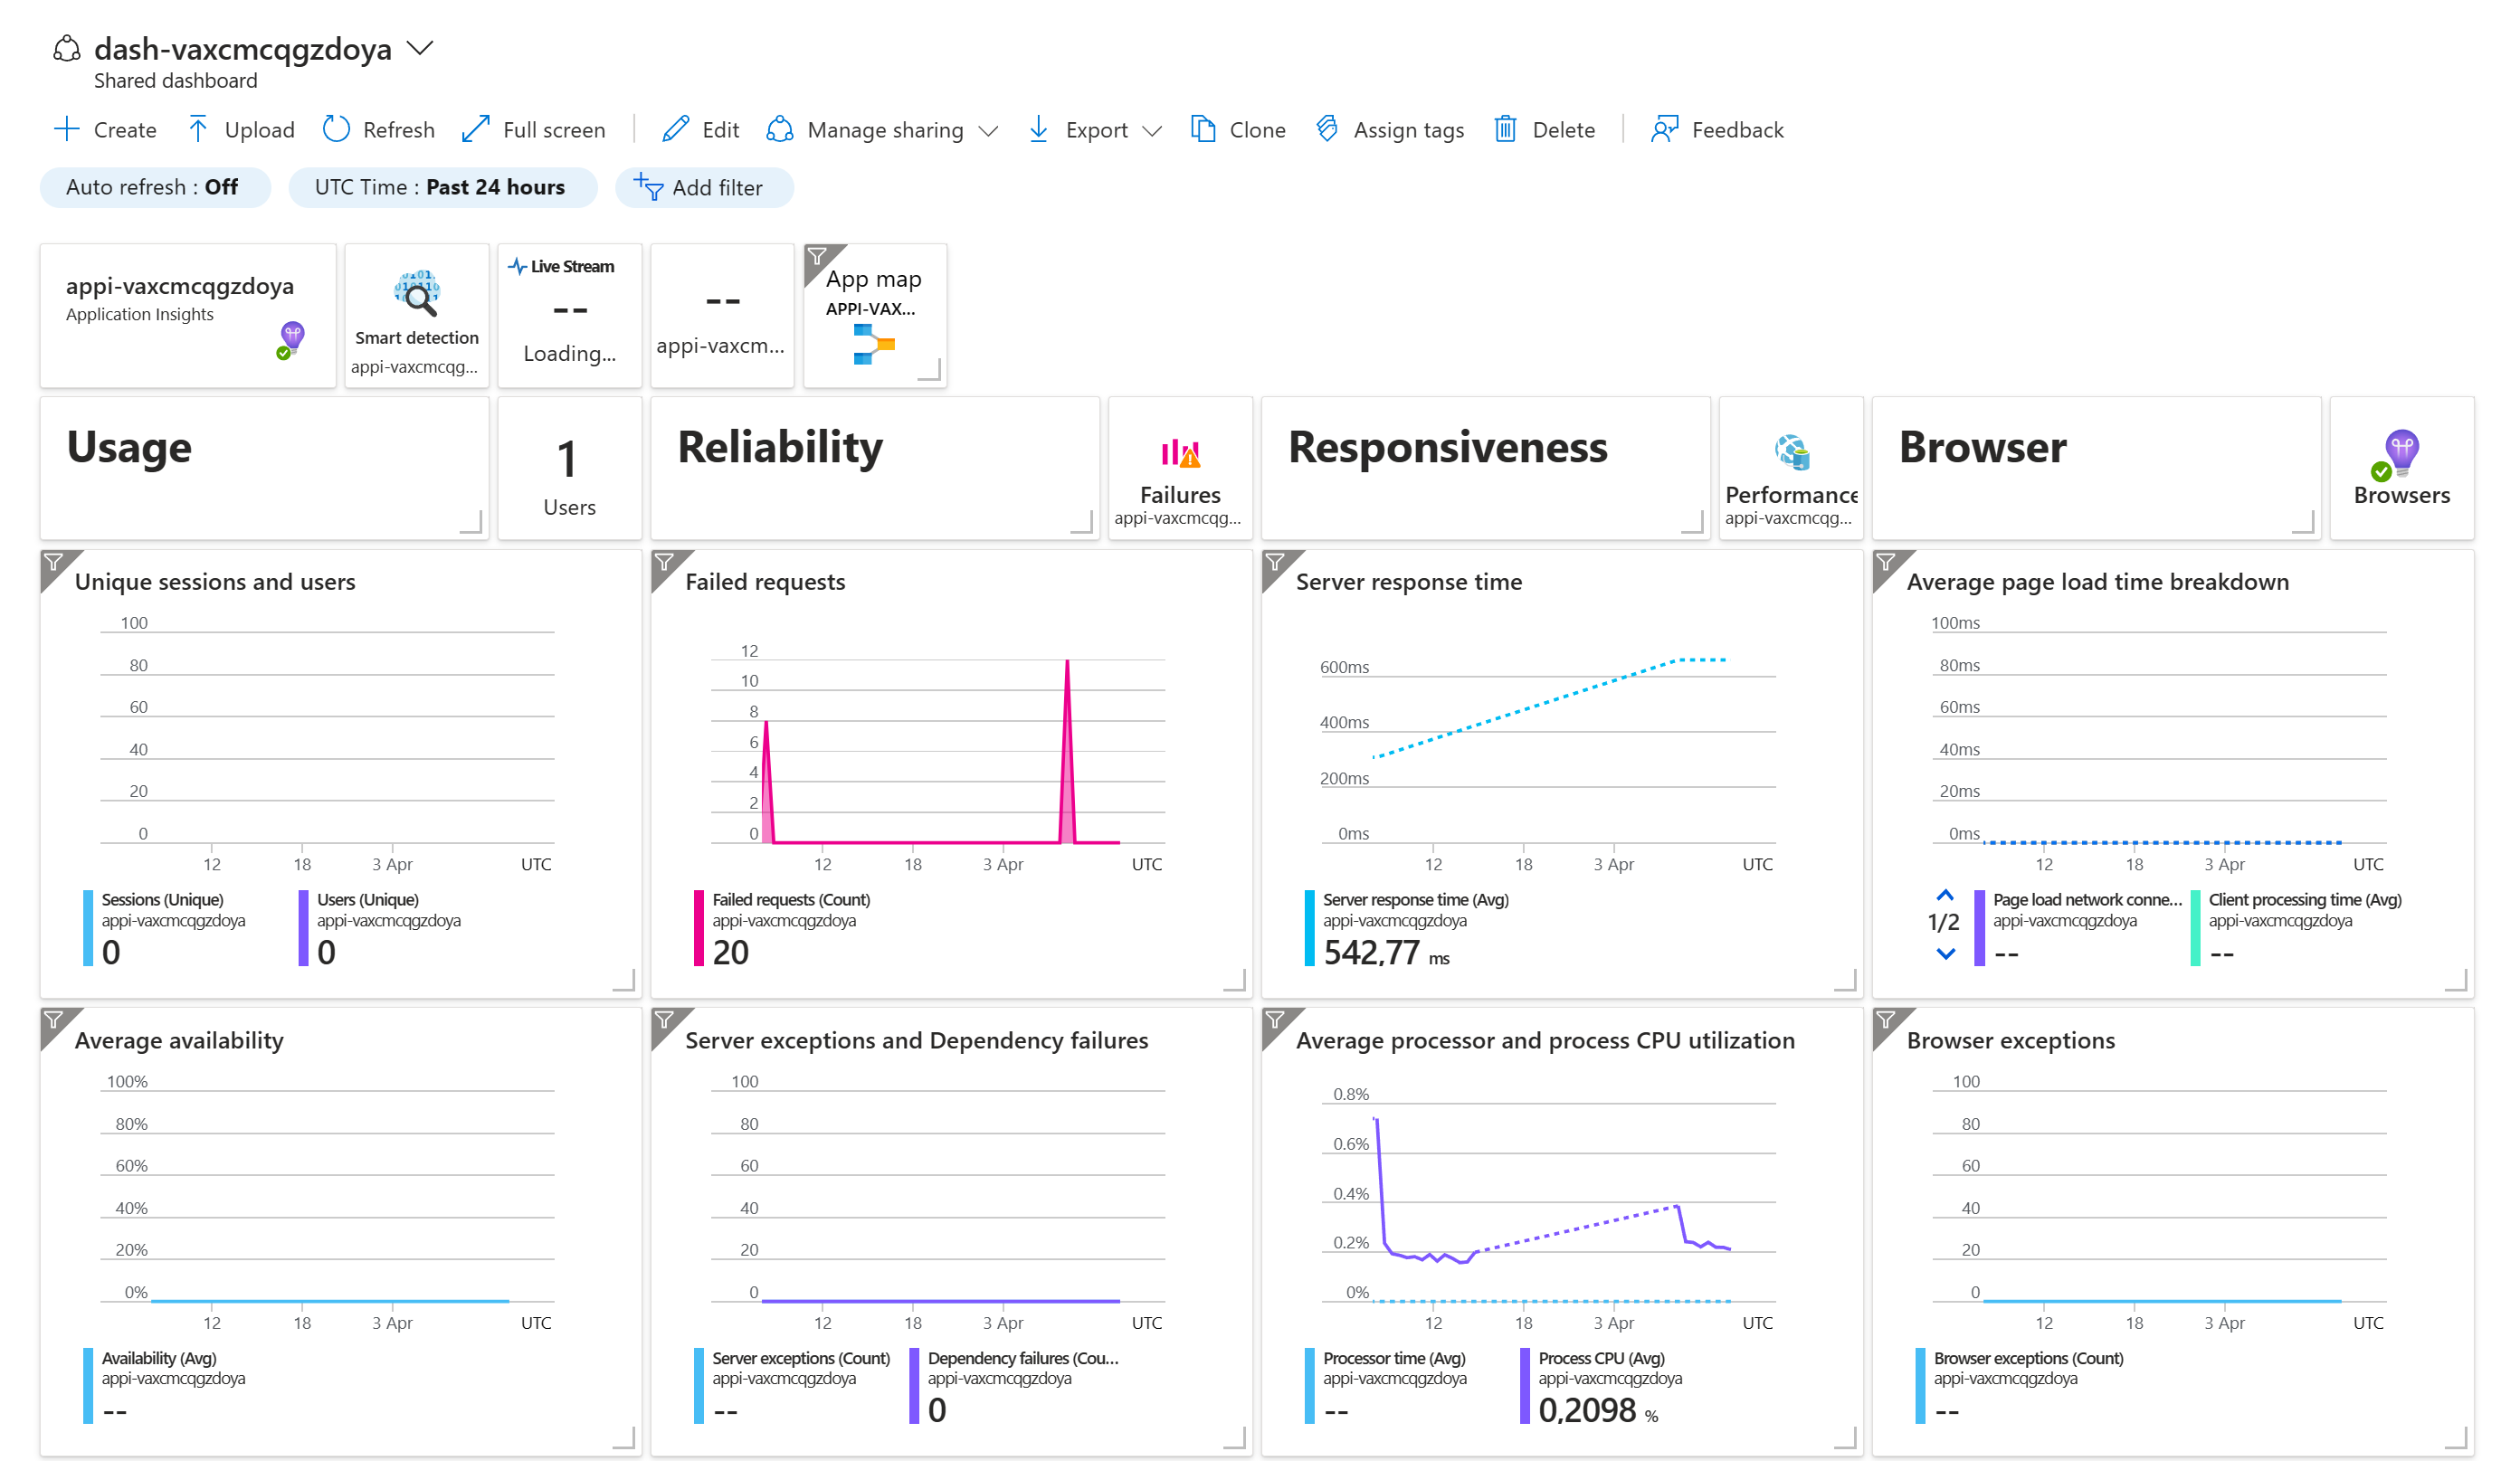 dash-vaxcmcqgzdoya
Shared dashboard
Create Upload Refresh Full screen Edit Manage sharing Export Clone Assign tags Delete Feedback
Auto refresh : Off UTC Time : Past 24 hours Add filter
appi-vaxcmcqgzdoya
Application Insights
Smart detection
appi-vaxcmcqg...
Live Stream
--
Loading...
--
appi-vaxcm...
App map
APPI-VAX...
Usage
1
Users
Reliability
Failures
appi-vaxcmcqg...
Responsiveness
Performance
appi-vaxcmcqg...
Browser
Browsers
Unique sessions and users
100
80
60
40
20
0
12 18 3 Apr UTC
Sessions (Unique)
appi-vaxcmcqgzdoya
0
Users (Unique)
appi-vaxcmcqgzdoya
0
Failed requests
12
10
8
6
4
2
0
12 18 3 Apr UTC
Failed requests (Count)
appi-vaxcmcqgzdoya
20
Server response time
600ms
400ms
200ms
0ms
12 18 3 Apr UTC
Server response time (Avg)
appi-vaxcmcqgzdoya
542,77 ms
Average page load time breakdown
100ms
80ms
60ms
40ms
20ms
0ms
12 18 3 Apr UTC
1/2
Page load network conne...
appi-vaxcmcqgzdoya
--
Client processing time (Avg)
appi-vaxcmcqgzdoya
--
Average availability
100%
80%
60%
40%
20%
0%
12 18 3 Apr UTC
Availability (Avg)
appi-vaxcmcqgzdoya
--
Server exceptions and Dependency failures
100
80
60
40
20
0
12 18 3 Apr UTC
Server exceptions (Count)
appi-vaxcmcqgzdoya
--
Dependency failures (Cou...
appi-vaxcmcqgzdoya
0
Average processor and process CPU utilization
0.8%
0.6%
0.4%
0.2%
0%
12 18 3 Apr UTC
Processor time (Avg)
appi-vaxcmcqgzdoya
--
Process CPU (Avg)
appi-vaxcmcqgzdoya
0,2098 %
Browser exceptions
100
80
60
40
20
0
12 18 3 Apr UTC
Browser exceptions (Count)
appi-vaxcmcqgzdoya
--